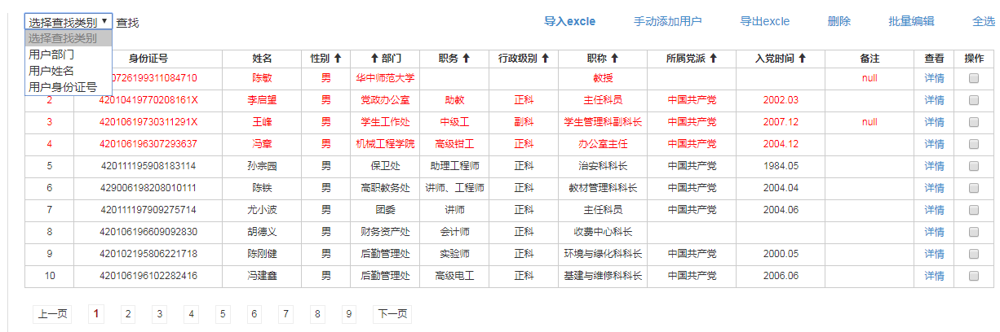 选择查找类别 查找 导入excle 手动添加用户 导出excle 删除 批量编辑 全选
选择查找类别
用户部门
用户姓名
用户身份证号
身份证号 姓名 性别 部门 职务 行政级别 职称 所属党派 入党时间 备注 查看 操作
0726199311084710 陈敏 男 华中师范大学 教授 null 详情
2 42010419770208161X 李启望 男 党政办公室 助教 正科 主任科员 中国共产党 2002.03 详情
3 42010619730311291X 王峰 男 学生工作处 中级工 副科 学生管理科副科长 中国共产党 2007.12 null 详情
4 420106196307293637 冯章 男 机械工程学院 高级钳工 正科 办公室主任 中国共产党 2004.12 详情
5 420111195908183114 孙宗园 男 保卫处 助理工程师 正科 治安科科长 中国共产党 1984.05 详情
6 429006198208010111 陈铁 男 高职教务处 讲师、工程师 正科 教材管理科科长 中国共产党 2004.04 详情
7 420111197909275714 尤小波 男 团委 讲师 正科 主任科员 中国共产党 2004.06 详情
8 420106196609092830 胡德义 男 财务资产处 会计师 正科 收费中心科长 详情
9 420102195806221718 陈刚健 男 后勤管理处 实验师 正科 环境与绿化科科长 中国共产党 2000.05 详情
10 420106196102282416 冯建鑫 男 后勤管理处 高级电工 正科 基建与维修科科长 中国共产党 2006.06 详情
上一页 1 2 3 4 5 6 7 8 9 下一页